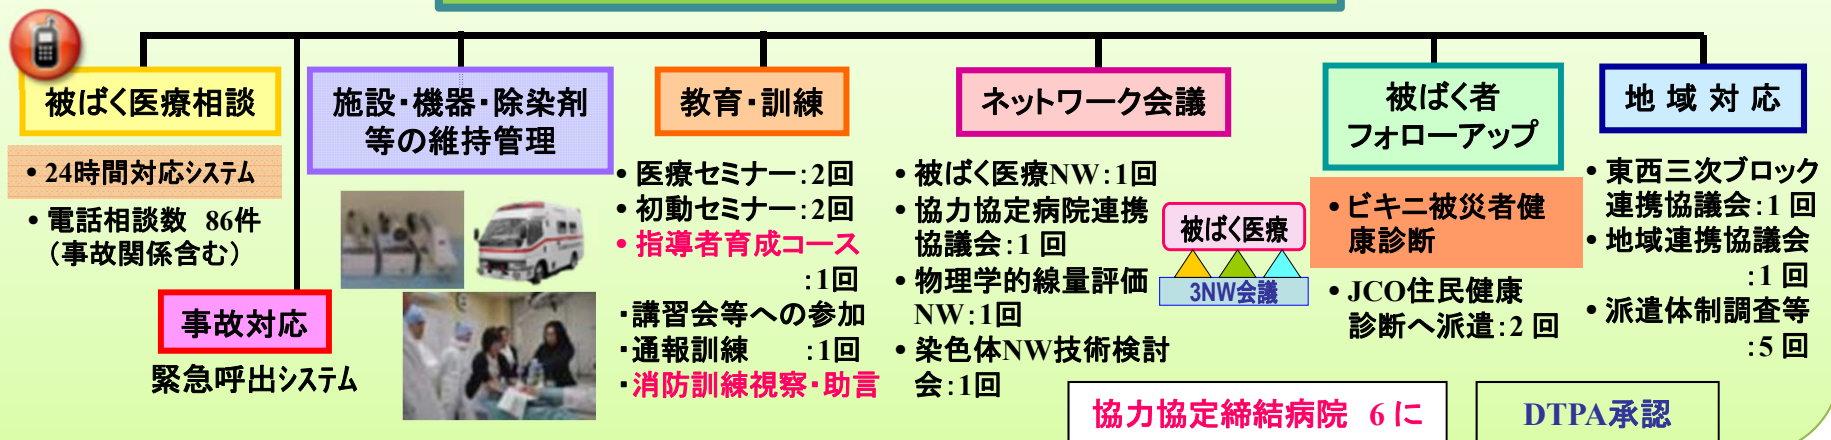 被ばく医療相談
• 24時間対応システム
• 電話相談数 86件
（事故関係含む）
事故対応
緊急呼出システム
施設・機器・除染剤
等の維持管理
教育・訓練
• 医療セミナー：2回
• 初動セミナー：2回
• 指導者育成コース
：1回
・講習会等への参加
・通報訓練 ：1回
・消防訓練視察・助言
ネットワーク会議
• 被ばく医療NW：1回
• 協力協定病院連携
協議会：1 回
• 物理学的線量評価
NW：1回
• 染色体NW技術検討
会：1回
被ばく医療
3NW会議
被ばく者
フォローアップ
• ビキニ被災者健
康診断
• JCO住民健康
診断へ派遣：2 回
地 域 対 応
• 東西三次ブロック
連携協議会：1 回
• 地域連携協議会
：1 回
• 派遣体制調査等
：5 回
協力協定締結病院 6 に
DTPA承認